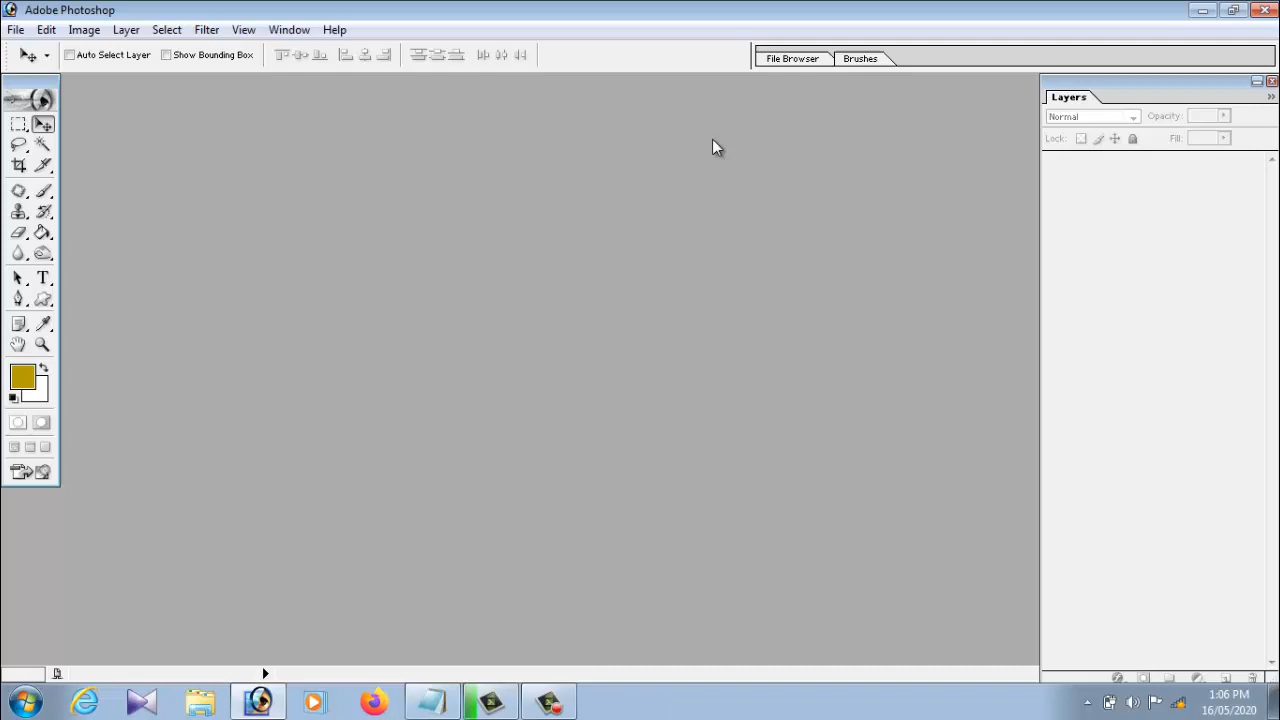 Adobe Photoshop
File Edit Image Layer Select Filter View Window Help
Auto Select Layer Show Bounding Box File Browser Brushes
Layers
Normal Opacity:
Lock: Fill:
T
1:06 PM
16/05/2020